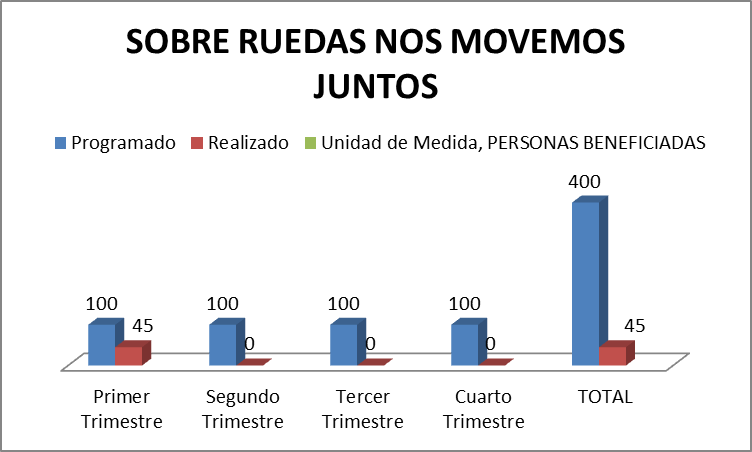 SOBRE RUEDAS NOS MOVEMOS
JUNTOS
Programado Realizado Unidad de Medida, PERSONAS BENEFICIADAS
400
100 100 100 100
45 0 0 0 45
Primer Segundo Tercer Cuarto TOTAL
Trimestre Trimestre Trimestre Trimestre